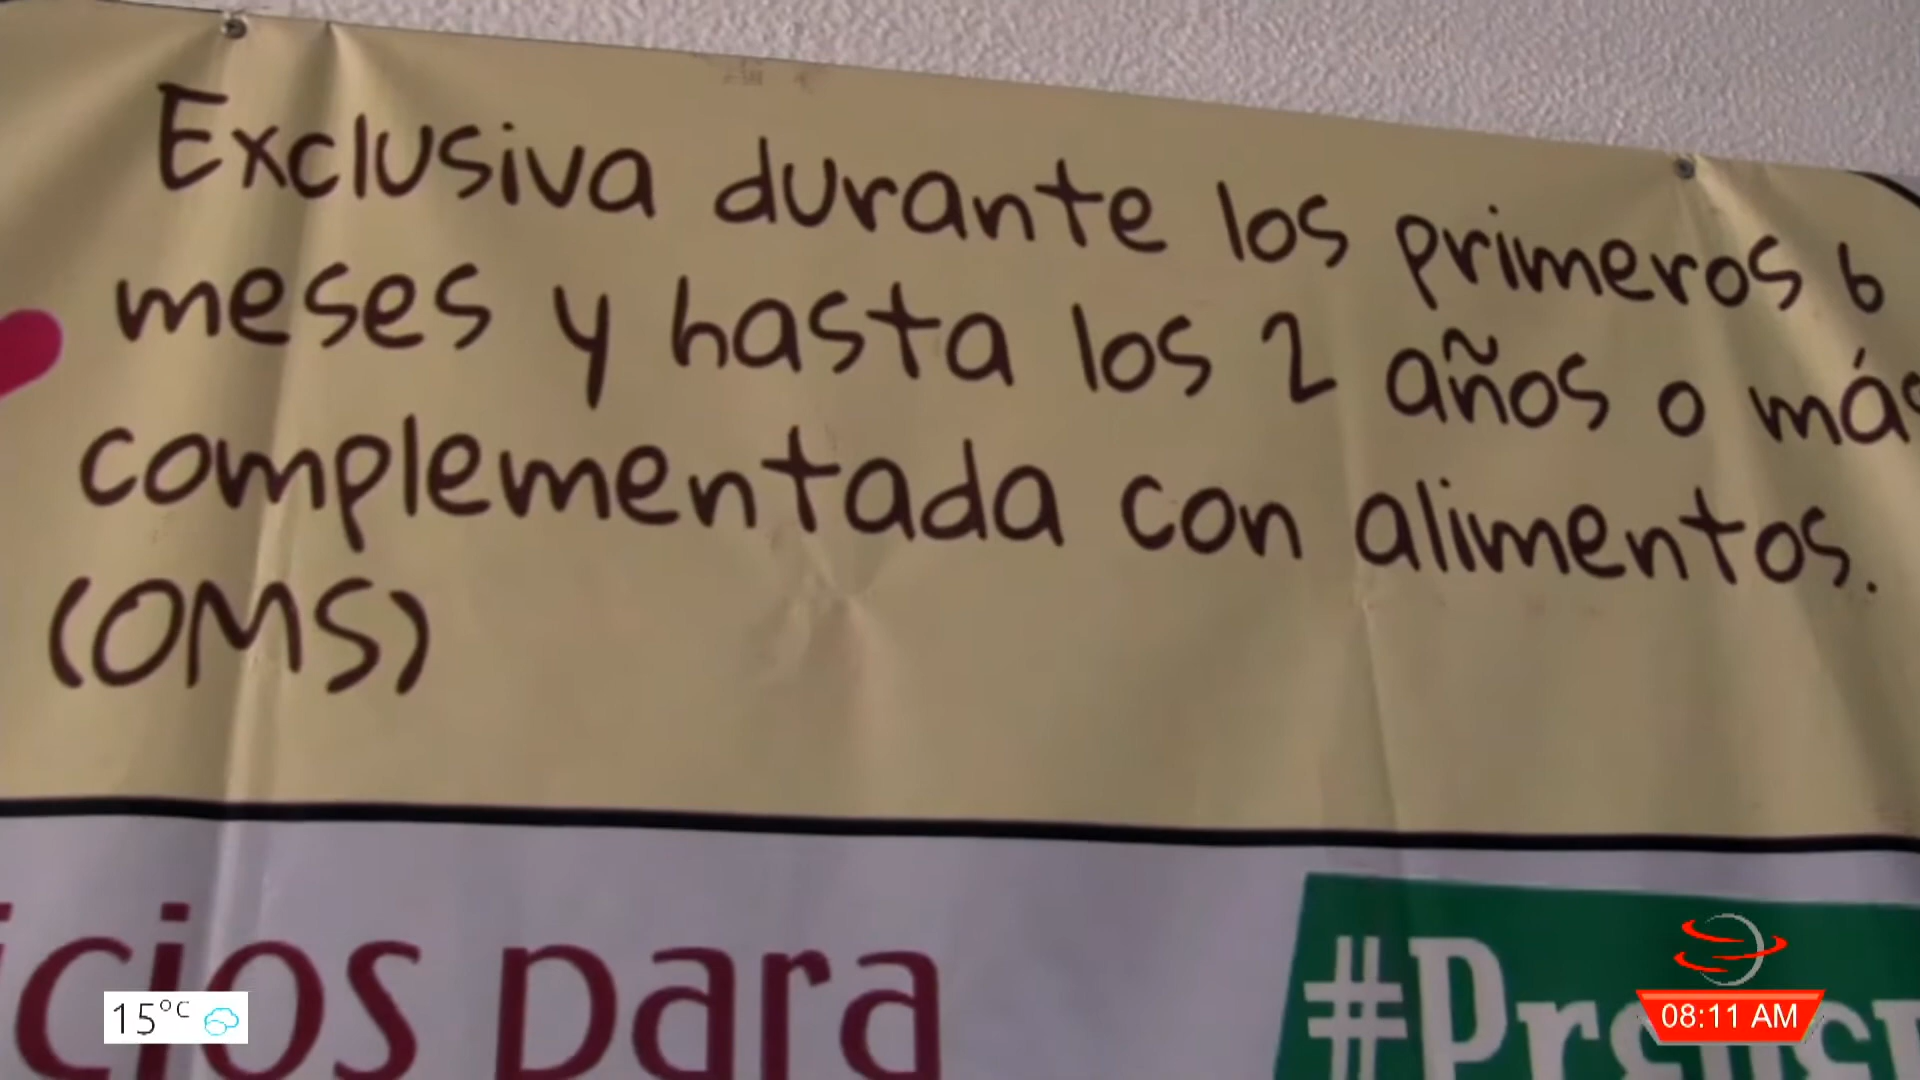 Exclusiva durante los primeros 6
meses y hasta los 2 años o más
complementada con alimentos.
(OMS)
para
15°C
08:11 AM